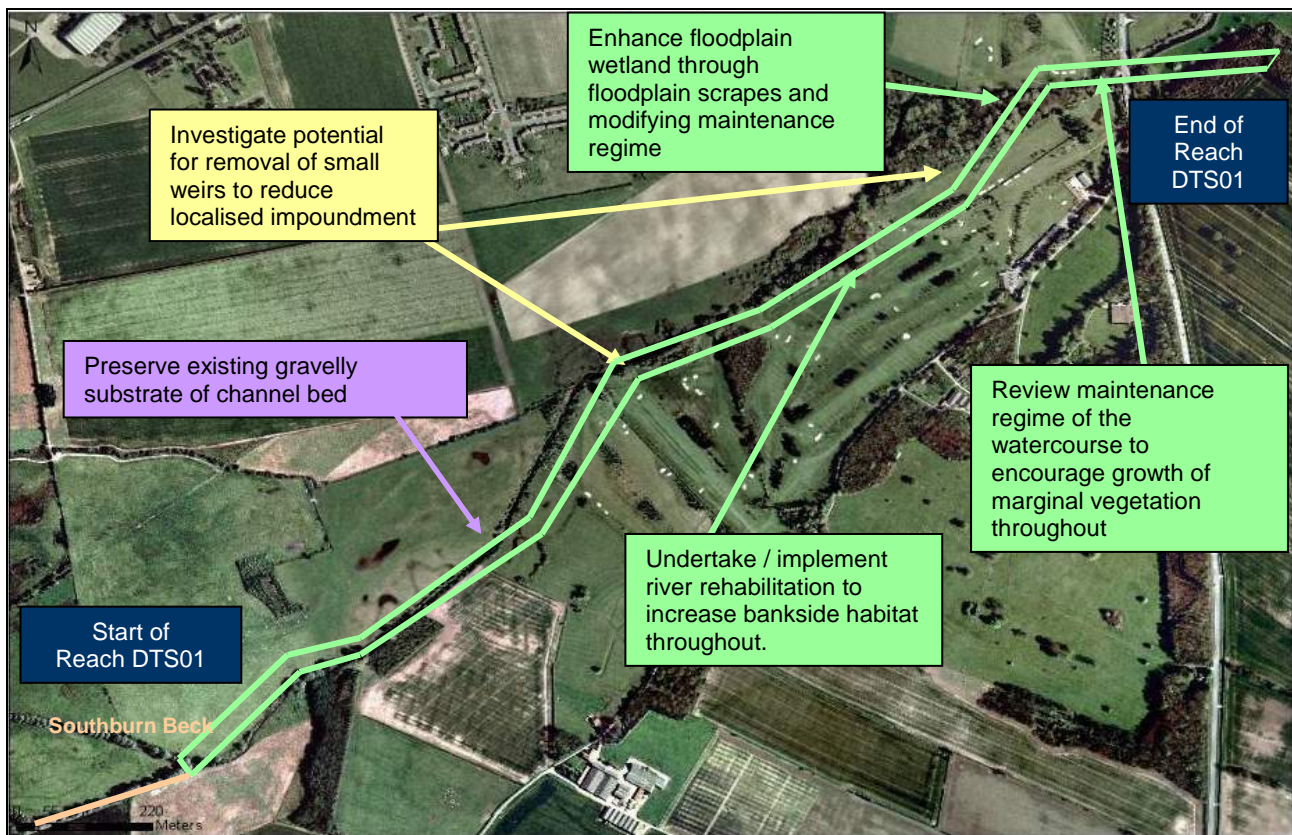 N
Enhance floodplain
wetland through
floodplain scrapes and
modifying maintenance
regime
Investigate potential
for removal of small
weirs to reduce
localised impoundment
End of
Reach
DTS01
Preserve existing gravelly
substrate of channel bed
Review maintenance
regime of the
watercourse to
encourage growth of
marginal vegetation
throughout
Undertake / implement
river rehabilitation to
increase bankside habitat
throughout.
Start of
Reach DTS01
Southburn Beck
220
Meters